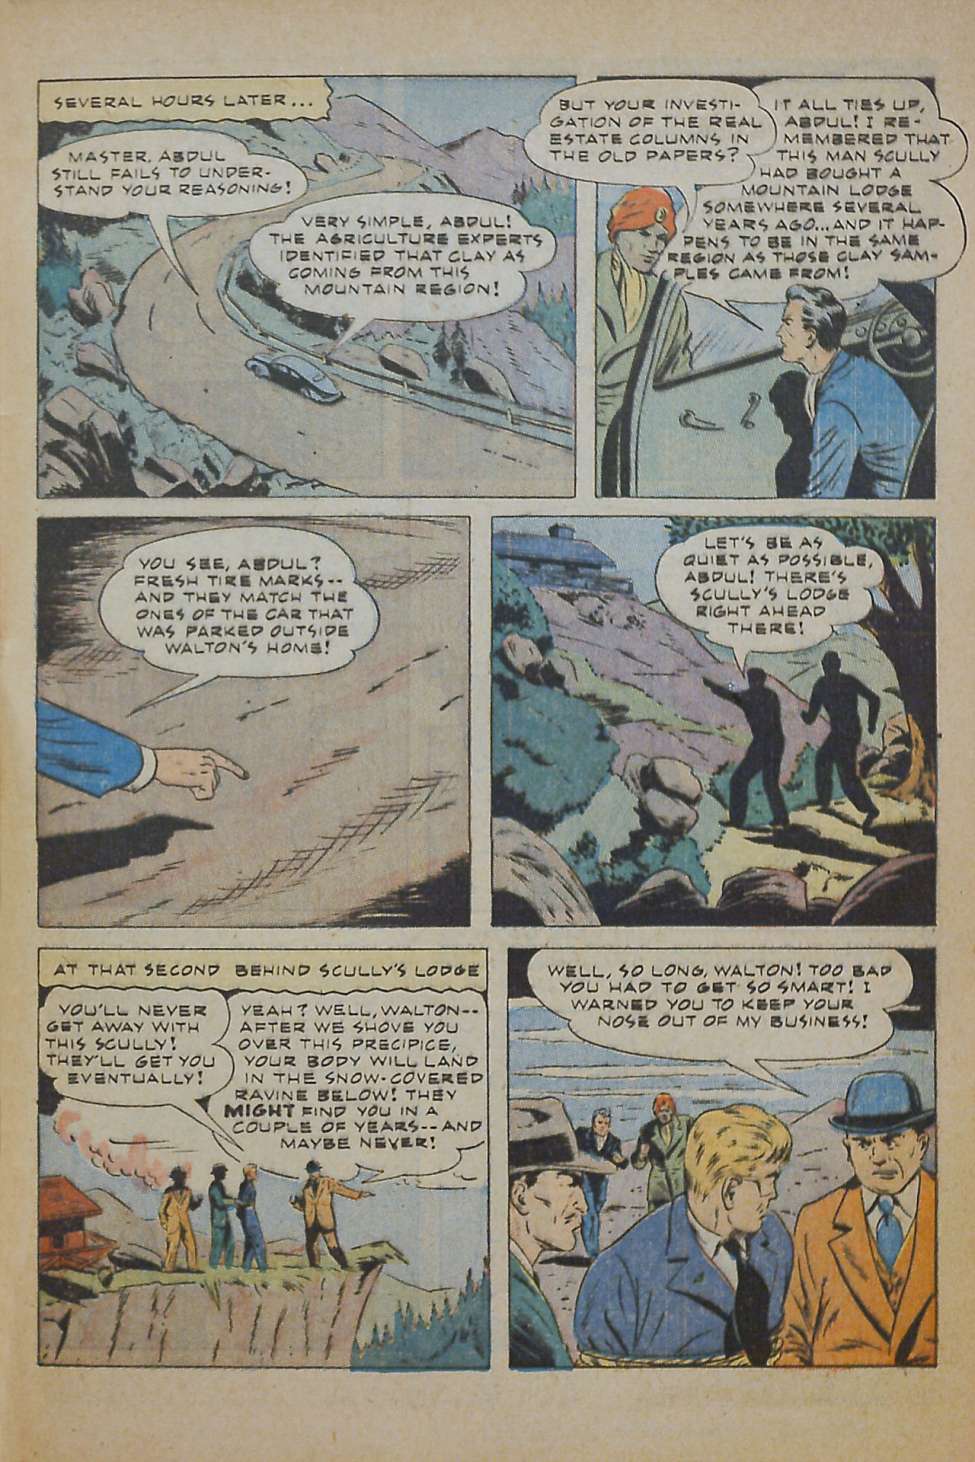 SEVERAL HOURS LATER...
MASTER, ABDUL
STILL FAILS TO UNDER-
STAND YOUR REASONING!
VERY SIMPLE, ABDUL!
THE AGRICULTURE EXPERTS
IDENTIFIED THAT CLAY AS
COMING FROM THIS
MOUNTAIN REGION!
BUT YOUR INVESTI-
GATION OF THE REAL
ESTATE COLUMNS IN
THE OLD PAPERS?
IT ALL TIES UP,
ABDUL! I RE-
MEMBERED THAT
THIS MAN SCULLY
HAD BOUGHT A
MOUNTAIN LODGE
SOMEWHERE SEVERAL
YEARS AGO...AND IT HAP-
PENS TO BE IN THE SAME
REGION AS THOSE CLAY SAM-
PLES CAME FROM!
YOU SEE, ABDUL?
FRESH TIRE MARKS--
AND THEY MATCH THE
ONES OF THE CAR THAT
WAS PARKED OUTSIDE
WALTON'S HOME!
LET'S BE AS
QUIET AS POSSIBLE,
ABDUL! THERE'S
SCULLY'S LODGE
RIGHT AHEAD
THERE!
AT THAT SECOND BEHIND SCULLY'S LODGE
YOU'LL NEVER
GET AWAY WITH
THIS SCULLY!
THEY'LL GET YOU
EVENTUALLY!
YEAH? WELL, WALTON--
AFTER WE SHOVE YOU
OVER THIS PRECIPICE,
YOUR BODY WILL LAND
IN THE SNOW-COVERED
RAVINE BELOW! THEY
MIGHT FIND YOU IN A
COUPLE OF YEARS--AND
MAYBE NEVER!
WELL, SO LONG, WALTON! TOO BAD
YOU HAD TO GET SO SMART! I
WARNED YOU TO KEEP YOUR
NOSE OUT OF MY BUSINESS!